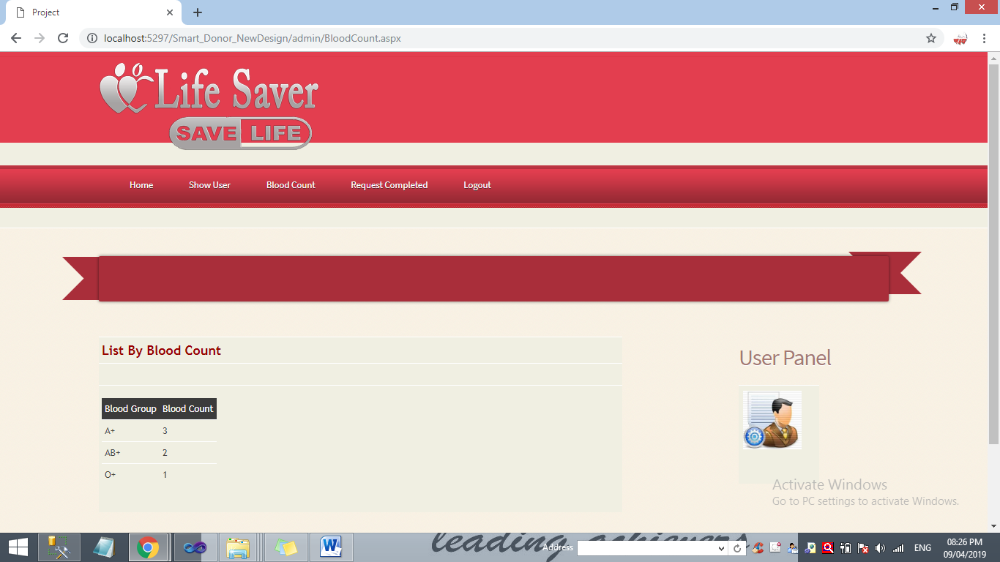 Project
localhost:5297/Smart_Donor_NewDesign/admin/BloodCount.aspx
Life Saver
SAVE LIFE
Home Show User Blood Count Request Completed Logout
List By Blood Count
User Panel
Blood Group Blood Count
A+ 3
AB+ 2
O+ 1
Activate Windows
Go to PC settings to activate Windows.
leading achievers
Address
ENG
08:26 PM
09/04/2019